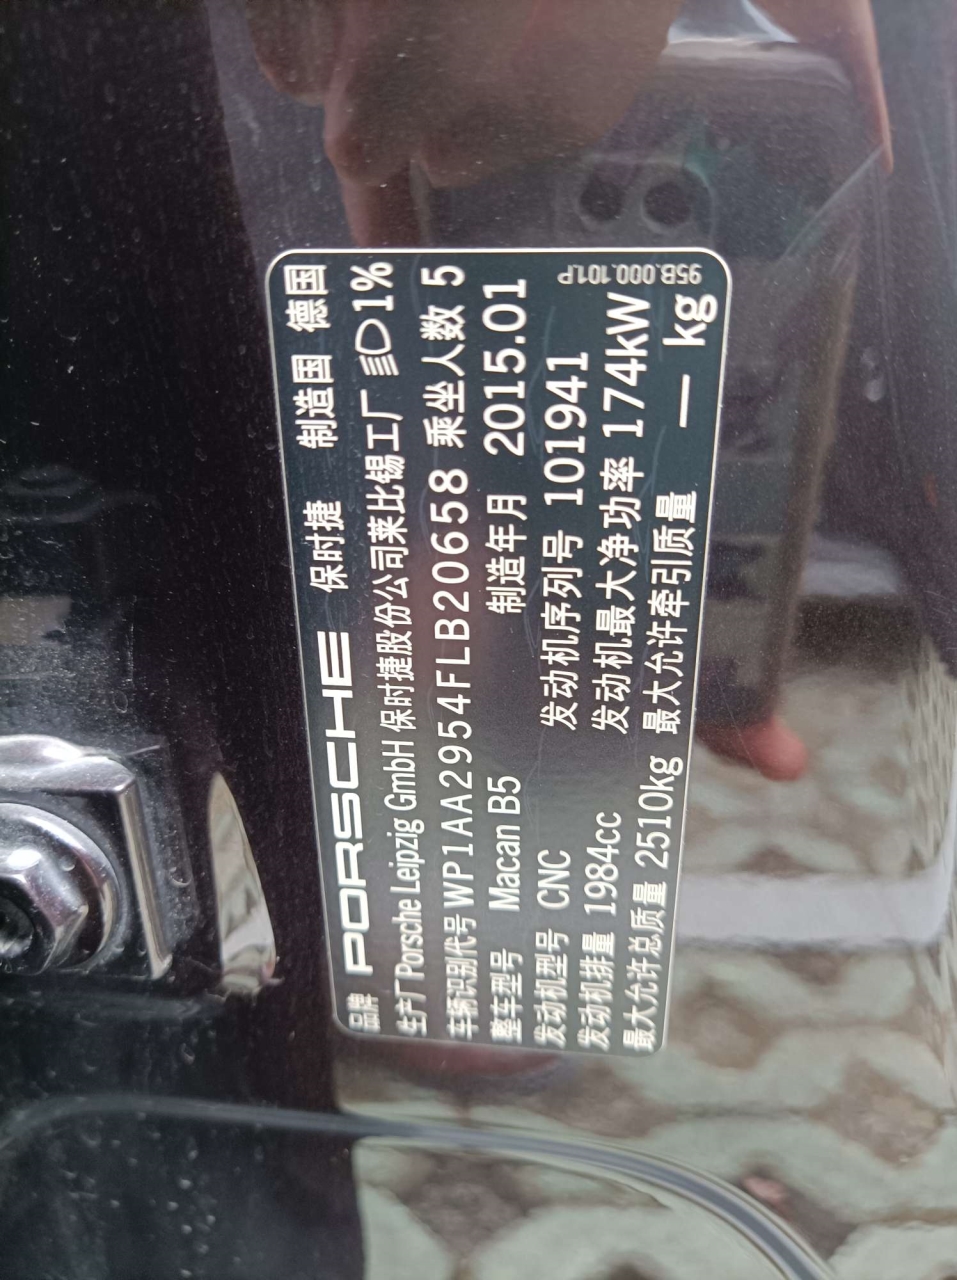 品牌 PORSCHE 保时捷 制造国 德国
生产厂 Porsche Leipzig GmbH 保时捷股份公司莱比锡工厂 1%
车辆识别代号 WP1AA2954FLB20658 乘坐人数 5
整车型号 Macan B5 制造年月 2015.01
发动机型号 CNC 发动机序列号 101941
发动机排量 1984cc 发动机最大净功率 174kW
最大允许总质量 2510kg 最大允许牵引质量 — kg
95B.000.101.P